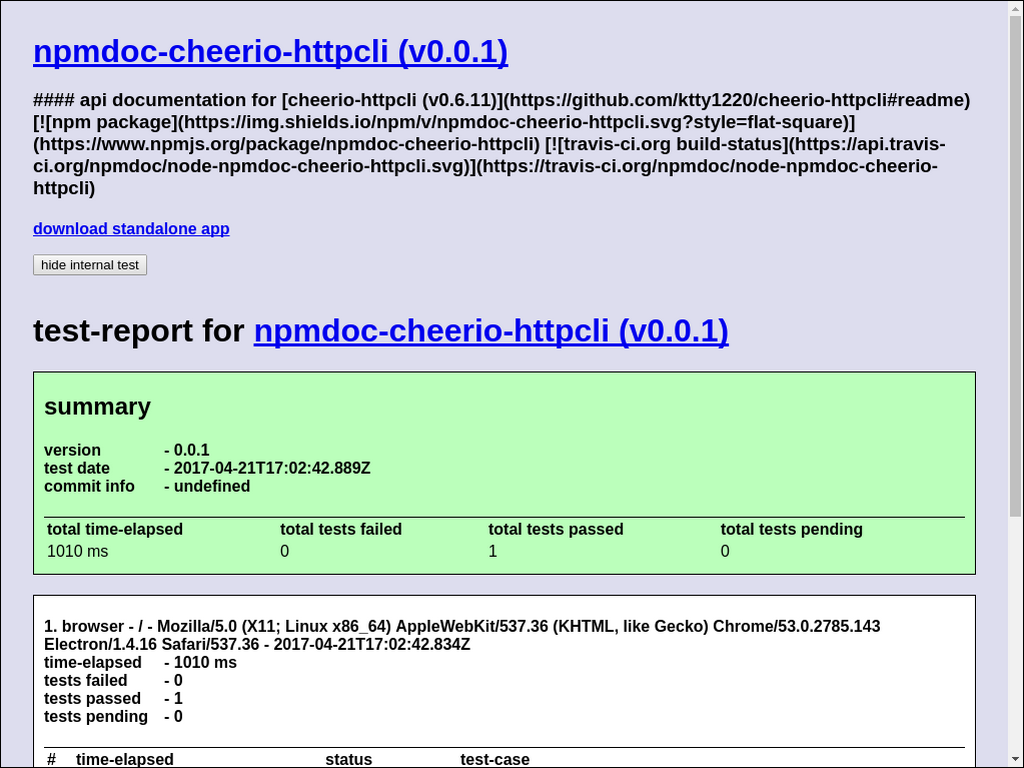 npmdoc-cheerio-httpcli (v0.0.1)
#### api documentation for [cheerio-httpcli (v0.6.11)](https://github.com/ktty1220/cheerio-httpcli#readme)
[![npm package](https://img.shields.io/npm/v/npmdoc-cheerio-httpcli.svg?style=flat-square)]
(https://www.npmjs.org/package/npmdoc-cheerio-httpcli) [![travis-ci.org build-status](https://api.travis-
ci.org/npmdoc/node-npmdoc-cheerio-httpcli.svg)](https://travis-ci.org/npmdoc/node-npmdoc-cheerio-
httpcli)
download standalone app
hide internal test
test-report for npmdoc-cheerio-httpcli (v0.0.1)
summary
version - 0.0.1
test date - 2017-04-21T17:02:42.889Z
commit info - undefined
total time-elapsed total tests failed total tests passed total tests pending
1010 ms 0 1 0
1. browser - / - Mozilla/5.0 (X11; Linux x86_64) AppleWebKit/537.36 (KHTML, like Gecko) Chrome/53.0.2785.143
Electron/1.4.16 Safari/537.36 - 2017-04-21T17:02:42.834Z
time-elapsed - 1010 ms
tests failed - 0
tests passed - 1
tests pending - 0
# time-elapsed status test-case